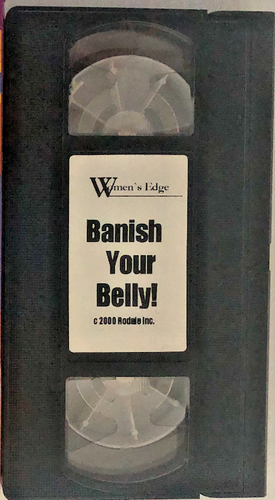 Women's Edge
Banish
Your
Belly!
c 2000 Rodale Inc.